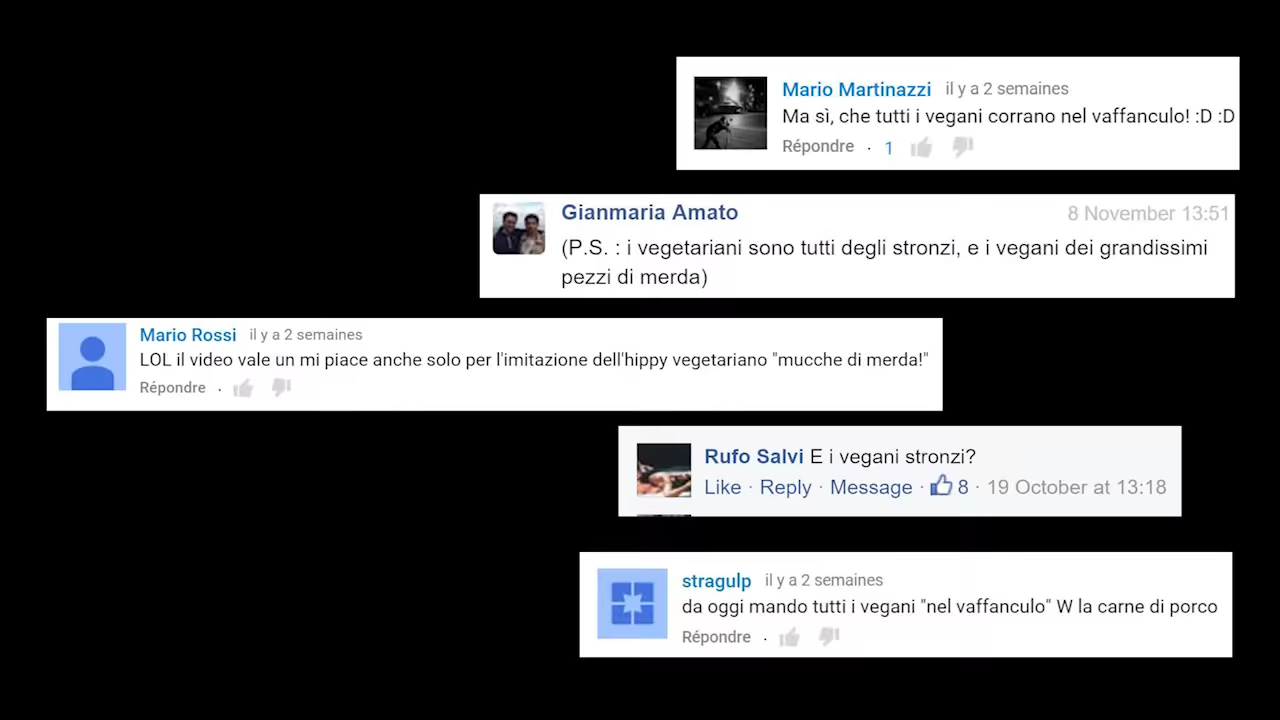 Mario Martinazzi il y a 2 semaines
Ma sì, che tutti i vegani corrano nel vaffanculo! :D :D
Répondre · 1
Gianmaria Amato 8 November 13:51
(P.S. : i vegetariani sono tutti degli stronzi, e i vegani dei grandissimi
pezzi di merda)
Mario Rossi il y a 2 semaines
LOL il video vale un mi piace anche solo per l'imitazione dell'hippy vegetariano "mucche di merda!"
Répondre ·
Rufo Salvi E i vegani stronzi?
Like · Reply · Message · 8 · 19 October at 13:18
stragulp il y a 2 semaines
da oggi mando tutti i vegani "nel vaffanculo" W la carne di porco
Répondre ·